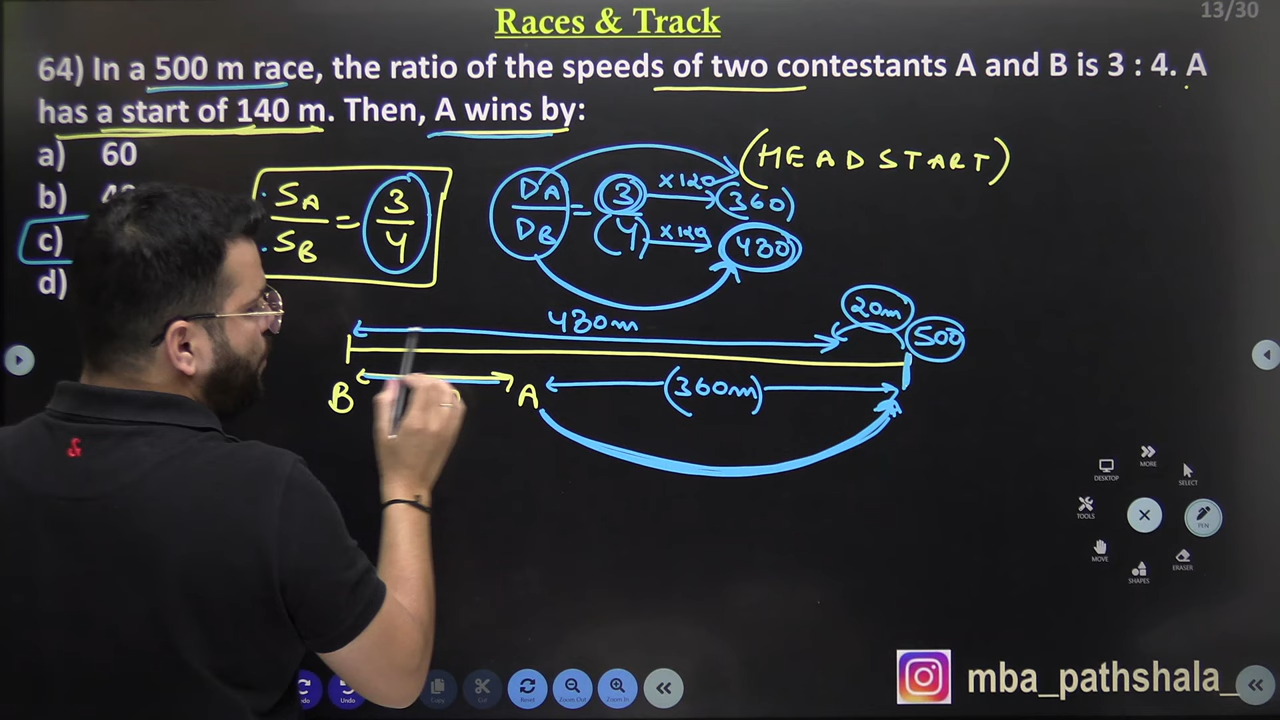 13/30
Races & Track
64) In a 500 m race, the ratio of the speeds of two contestants A and B is 3 : 4. A
has a start of 140 m. Then, A wins by:
a) 60
b)
c)
d)
SA/SB = 3/4
DA/DB = 3/4
×120 (360)
×120 480
(HEADSTART)
480m
20m
500
B
A
(360m)
DESKTOP
MORE
SELECT
TOOLS
PEN
MOVE
SHAPES
ERASER
Undo
Copy
Cut
Reset
Zoom Out
Zoom In
mba_pathshala_